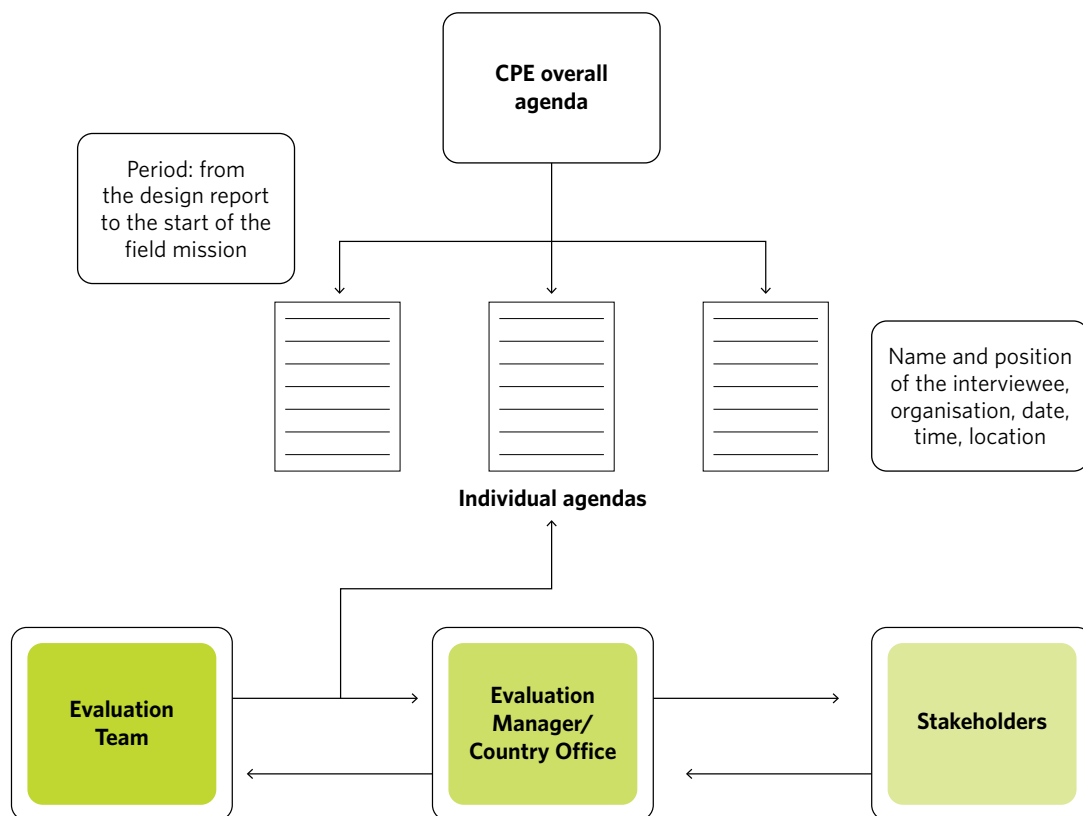 CPE overall
agenda
Period: from
the design report
to the start of the
field mission
Name and position
of the interviewee,
organisation, date,
time, location
Individual agendas
Evaluation
Team
Evaluation
Manager/
Country Office
Stakeholders